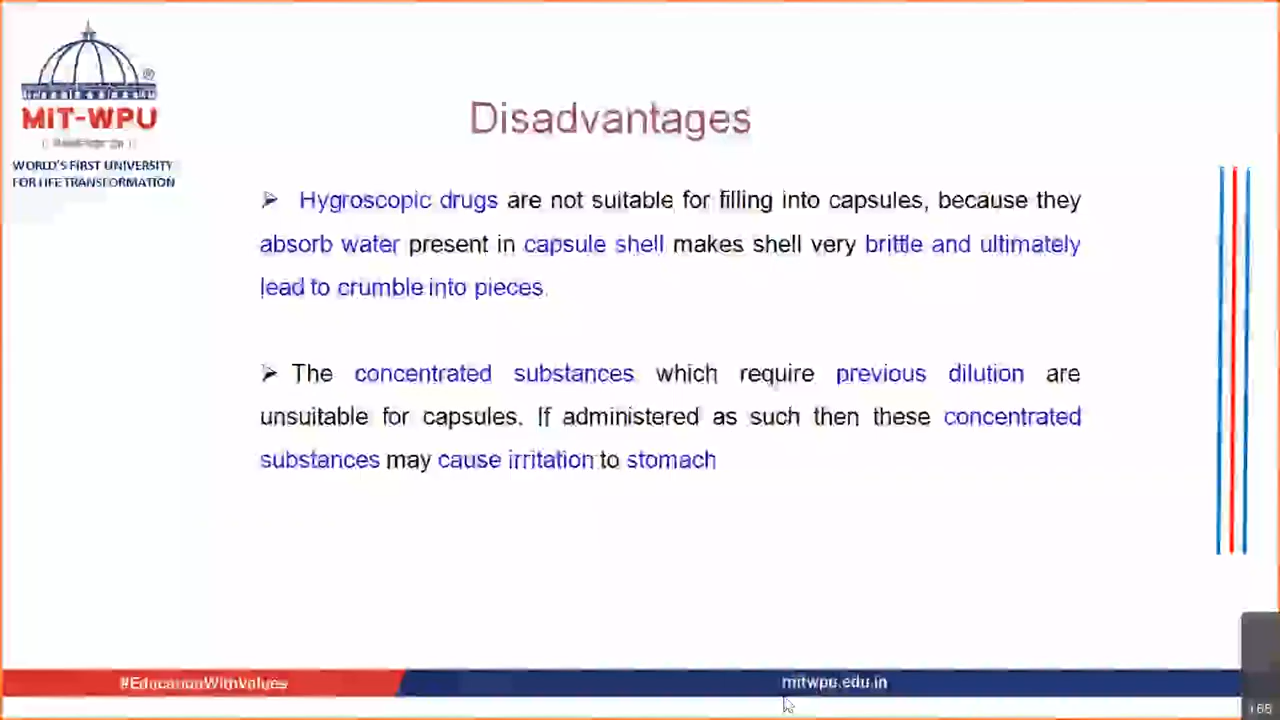 MIT-WPU
WORLD'S FIRST UNIVERSITY
FOR LIFE TRANSFORMATION
Disadvantages
➢ Hygroscopic drugs are not suitable for filling into capsules, because they
absorb water present in capsule shell makes shell very brittle and ultimately
lead to crumble into pieces.
➢ The concentrated substances which require previous dilution are
unsuitable for capsules. If administered as such then these concentrated
substances may cause irritation to stomach
#EducationWithValues
mitwpu.edu.in